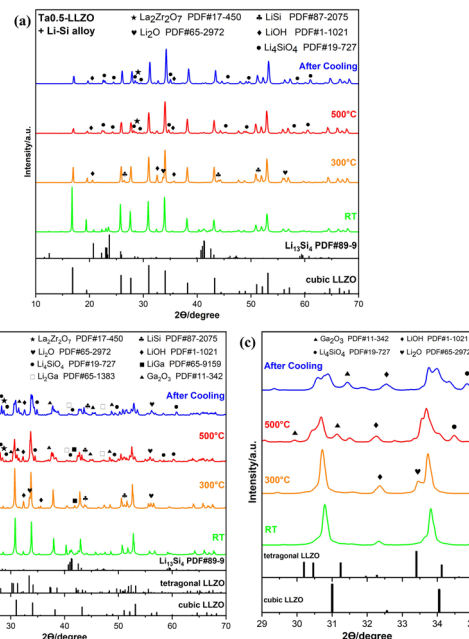 (a) Ta0.5-LLZO
+ Li-Si alloy
★ La2Zr2O7 PDF#17-450 ♣ LiSi PDF#87-2075
♥ Li2O PDF#65-2972 ♦ LiOH PDF#1-1021
● Li4SiO4 PDF#19-727
After Cooling
500°C
300°C
RT
Li13Si4 PDF#89-9
cubic LLZO
Intensity/a.u.
10 20 30 40 50 60 70
2Θ/degree
★ La2Zr2O7 PDF#17-450 ♣ LiSi PDF#87-2075
♥ Li2O PDF#65-2972 ♦ LiOH PDF#1-1021
● Li4SiO4 PDF#19-727 ■ LiGa PDF#65-9159
□ Li2Ga PDF#65-1383 ▲ Ga2O3 PDF#11-342
After Cooling
500°C
300°C
RT
Li13Si4 PDF#89-9
tetragonal LLZO
cubic LLZO
30 40 50 60 70
2Θ/degree
(c)
▲ Ga2O3 PDF#11-342 ♦ LiOH PDF#1-1021
● Li4SiO4 PDF#19-727 ♥ Li2O PDF#65-2972
After Cooling
500°C
300°C
RT
tetragonal LLZO
cubic LLZO
Intensity/a.u.
29 30 31 32 33 34 35
2Θ/degree